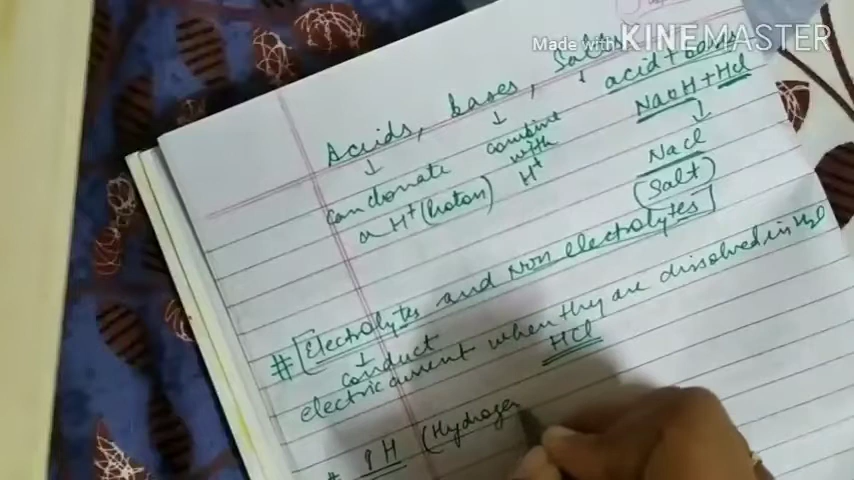 Made with KINEMASTER
Acids, bases, Salts
acid + base
can donate combine with NaOH + HCl
a H+ (Proton) H+ NaCl
(Salt)
# Electrolytes and Non electrolytes
conduct
electric current when they are dissolved in H2O
HCl
# PH (Hydrogen